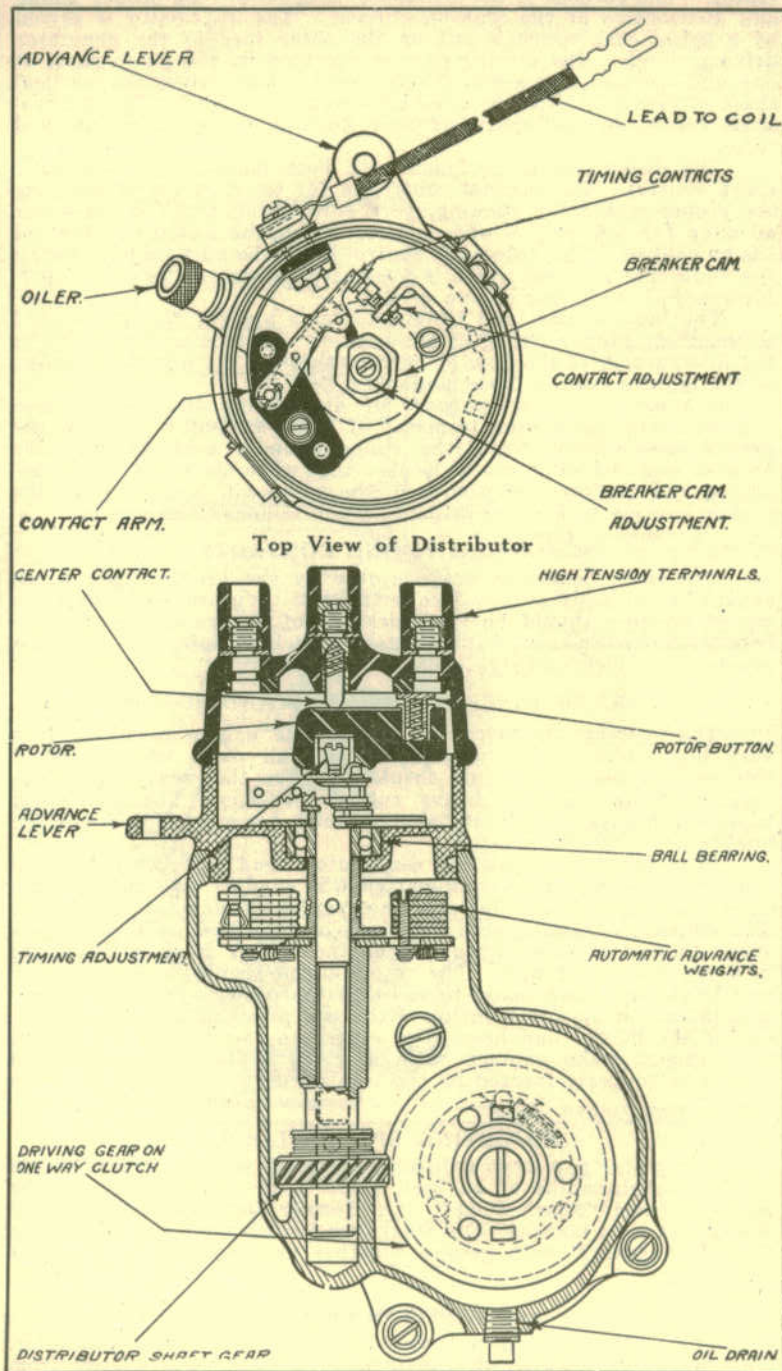 ADVANCE LEVER
LEAD TO COIL
TIMING CONTACTS
BREAKER CAM.
OILER.
CONTACT ADJUSTMENT
CONTACT ARM.
BREAKER CAM.
ADJUSTMENT.
Top View of Distributor
CENTER CONTACT.
HIGH TENSION TERMINALS.
ROTOR.
ROTOR BUTTON.
ADVANCE
LEVER
BALL BEARING.
TIMING ADJUSTMENT.
AUTOMATIC ADVANCE
WEIGHTS.
DRIVING GEAR ON
ONE WAY CLUTCH
DISTRIBUTOR SHAFT GEAR
OIL DRAIN